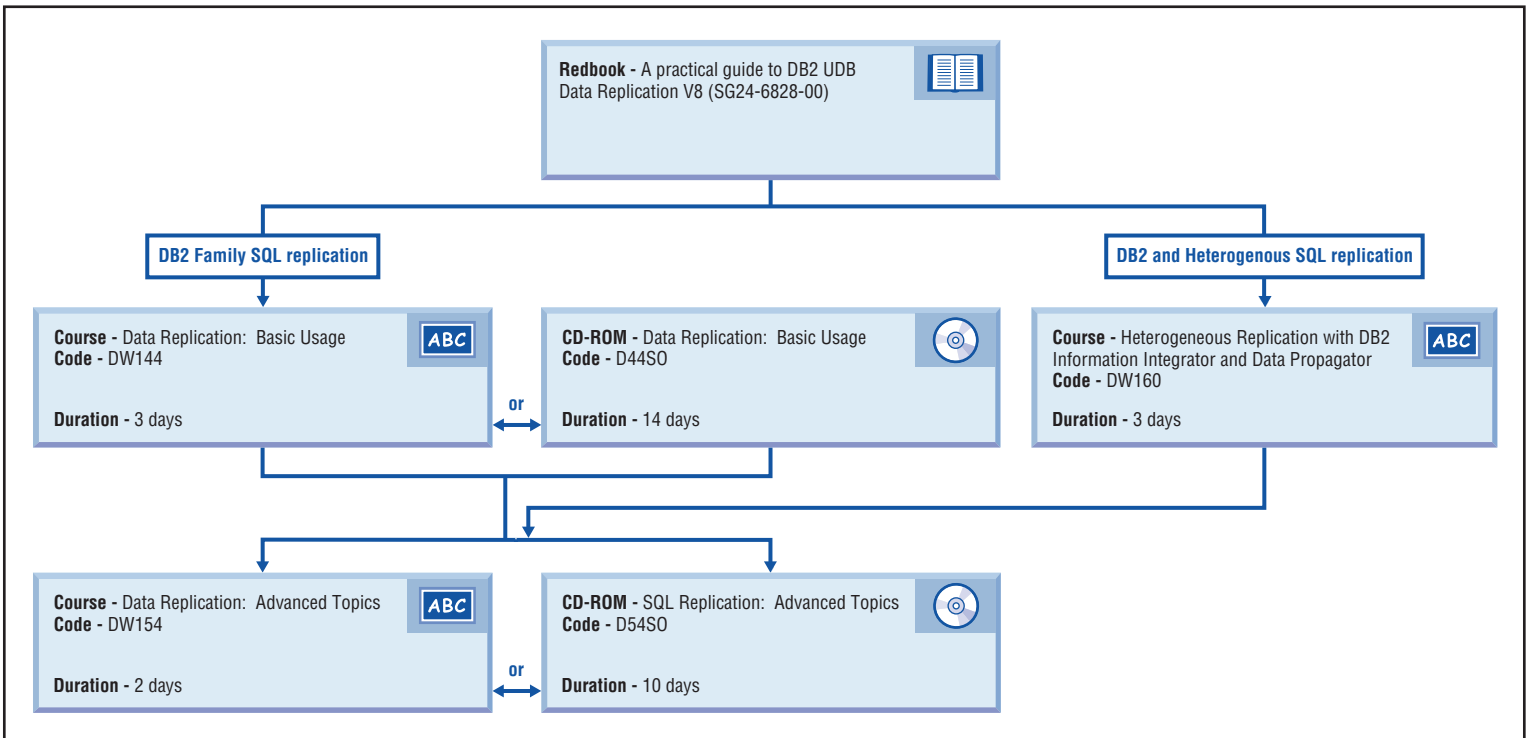 Redbook - A practical guide to DB2 UDB
Data Replication V8 (SG24-6828-00)
DB2 Family SQL replication
DB2 and Heterogenous SQL replication
Course - Data Replication: Basic Usage
Code - DW144
Duration - 3 days
ABC
or
CD-ROM - Data Replication: Basic Usage
Code - D44SO
Duration - 14 days
Course - Heterogeneous Replication with DB2
Information Integrator and Data Propagator
Code - DW160
Duration - 3 days
ABC
Course - Data Replication: Advanced Topics
Code - DW154
Duration - 2 days
ABC
or
CD-ROM - SQL Replication: Advanced Topics
Code - D54SO
Duration - 10 days